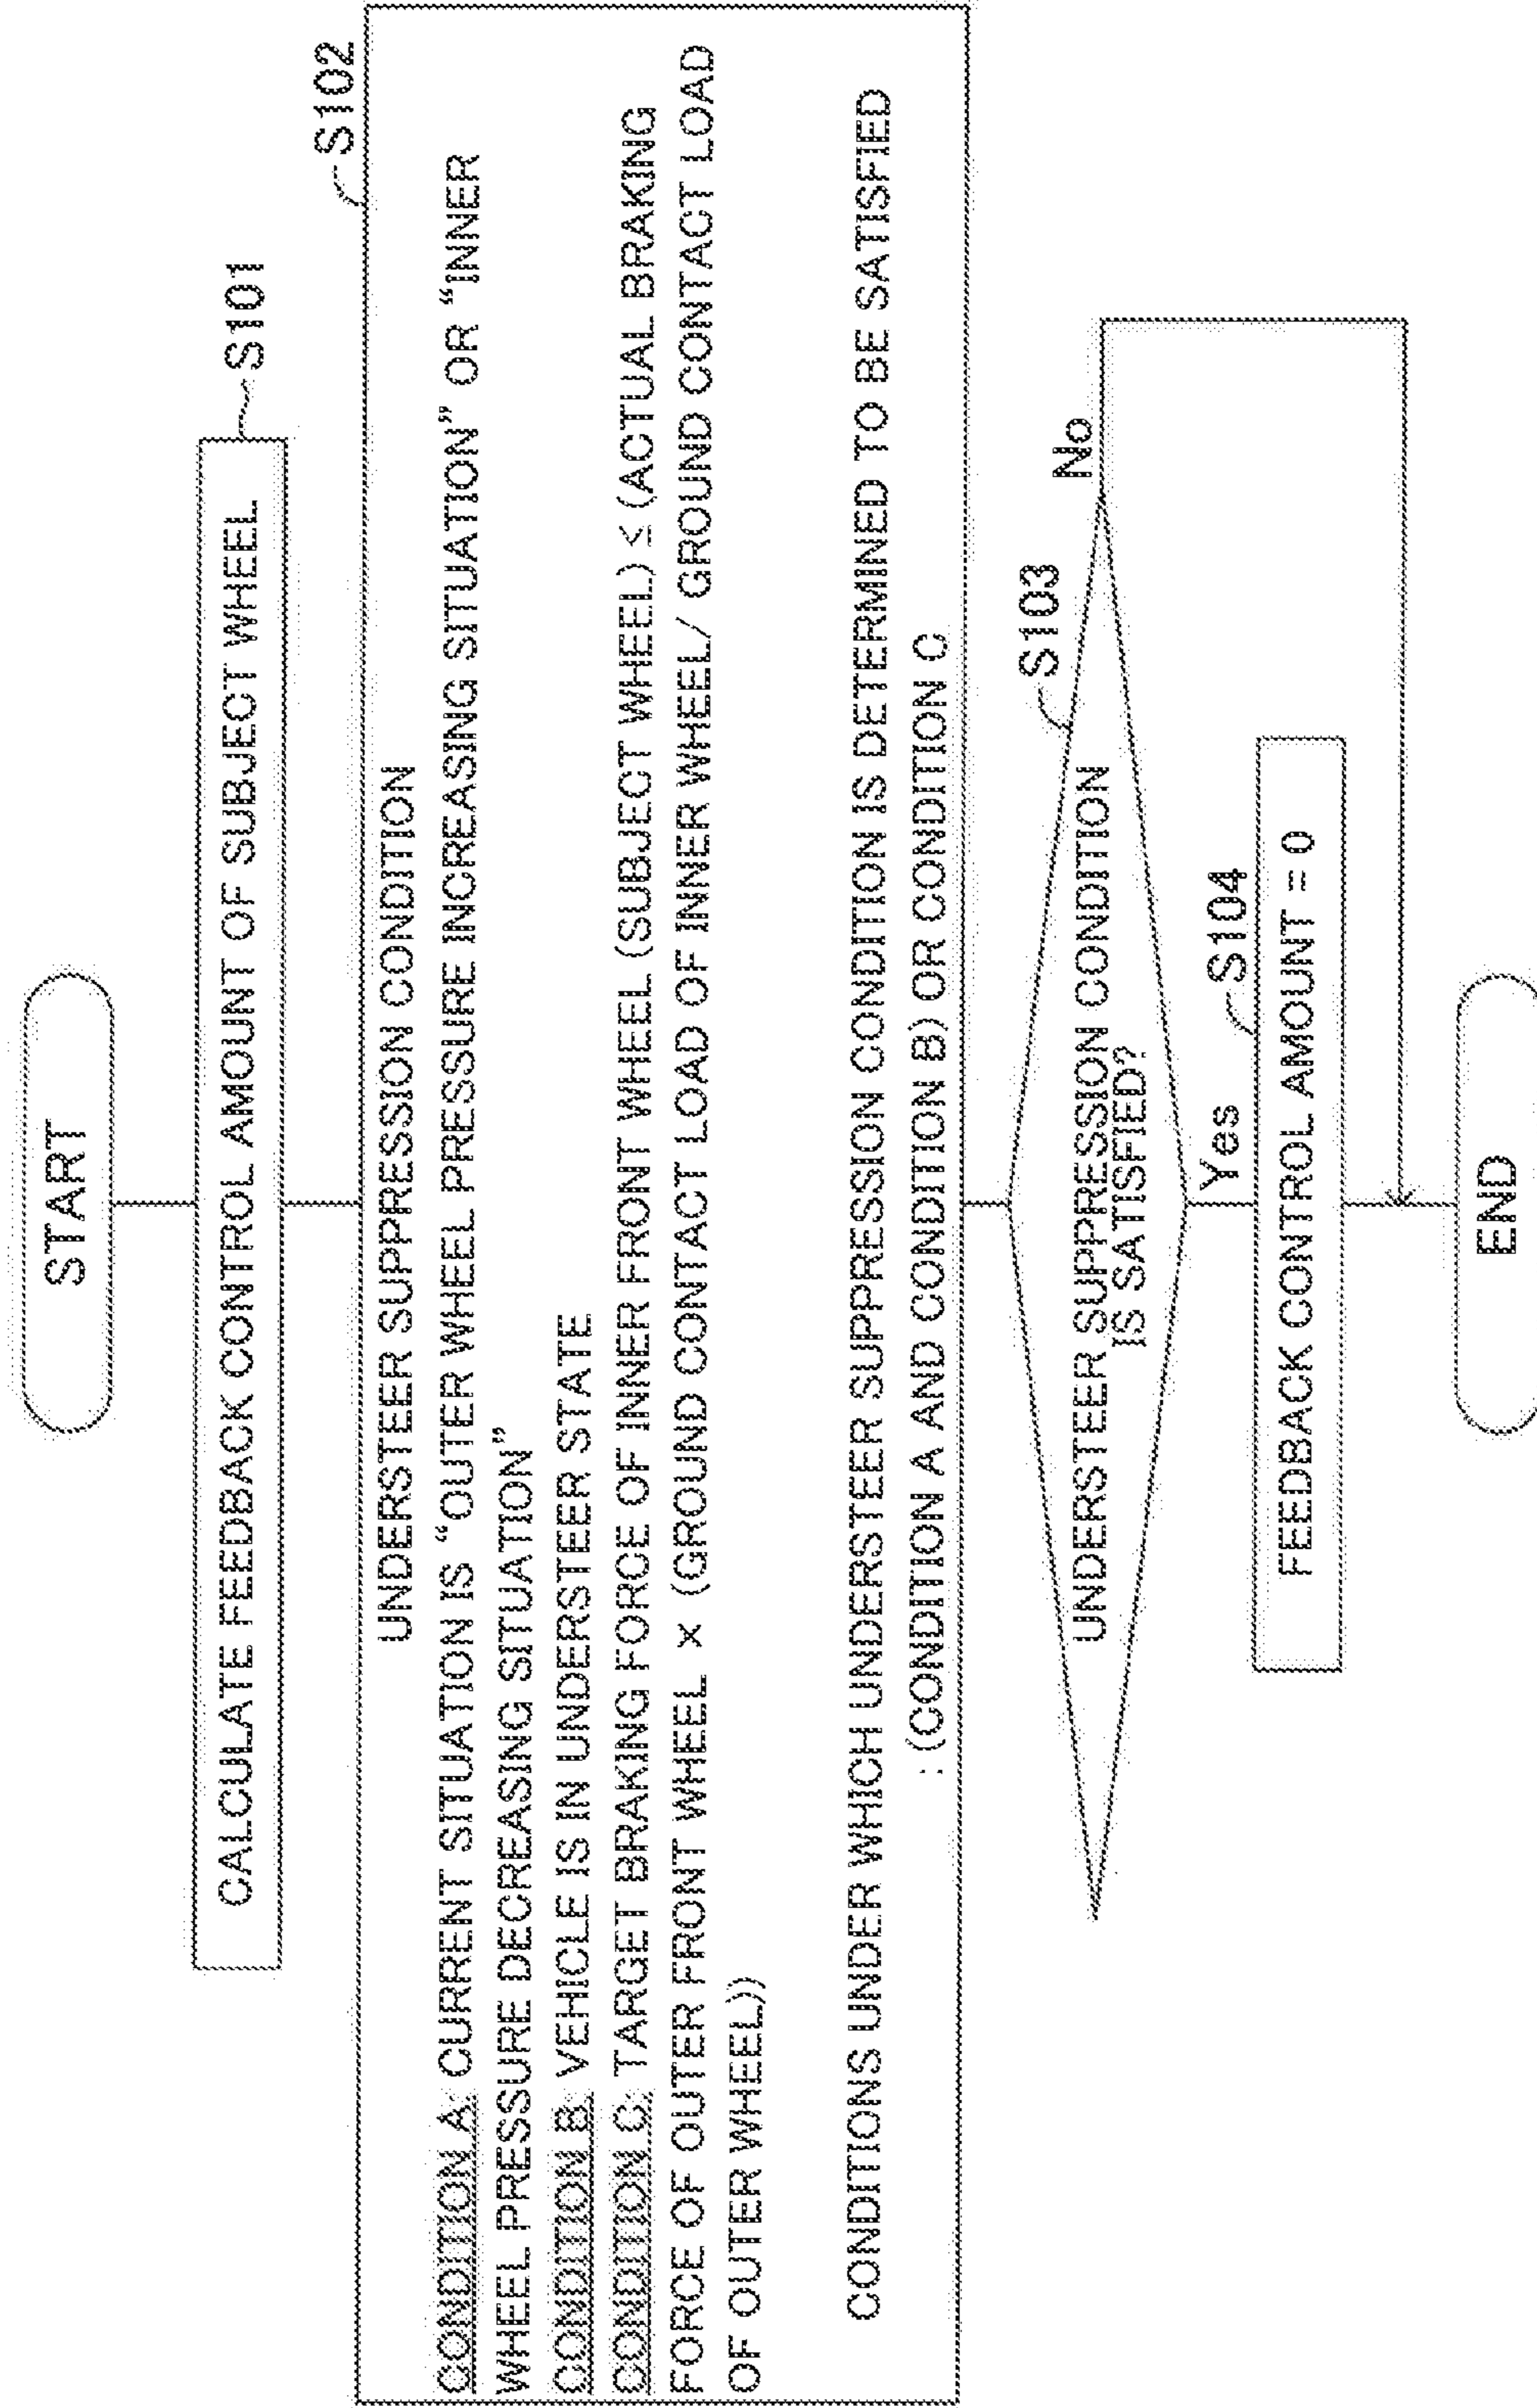 START
CALCULATE FEEDBACK CONTROL AMOUNT OF SUBJECT WHEEL
S101
S102
UNDERSTEER SUPPRESSION CONDITION
CONDITION A: CURRENT SITUATION IS “OUTER WHEEL PRESSURE INCREASING SITUATION” OR “INNER
WHEEL PRESSURE DECREASING SITUATION”
CONDITION B: VEHICLE IS IN UNDERSTEER STATE
CONDITION C: TARGET BRAKING FORCE OF INNER FRONT WHEEL (SUBJECT WHEEL) ≤ (ACTUAL BRAKING
FORCE OF OUTER FRONT WHEEL × (GROUND CONTACT LOAD OF INNER WHEEL/ GROUND CONTACT LOAD
OF OUTER WHEEL))
CONDITIONS UNDER WHICH UNDERSTEER SUPPRESSION CONDITION IS DETERMINED TO BE SATISFIED
: (CONDITION A AND CONDITION B) OR CONDITION C
S103
UNDERSTEER SUPPRESSION CONDITION
IS SATISFIED?
No
Yes
S104
FEEDBACK CONTROL AMOUNT = 0
END